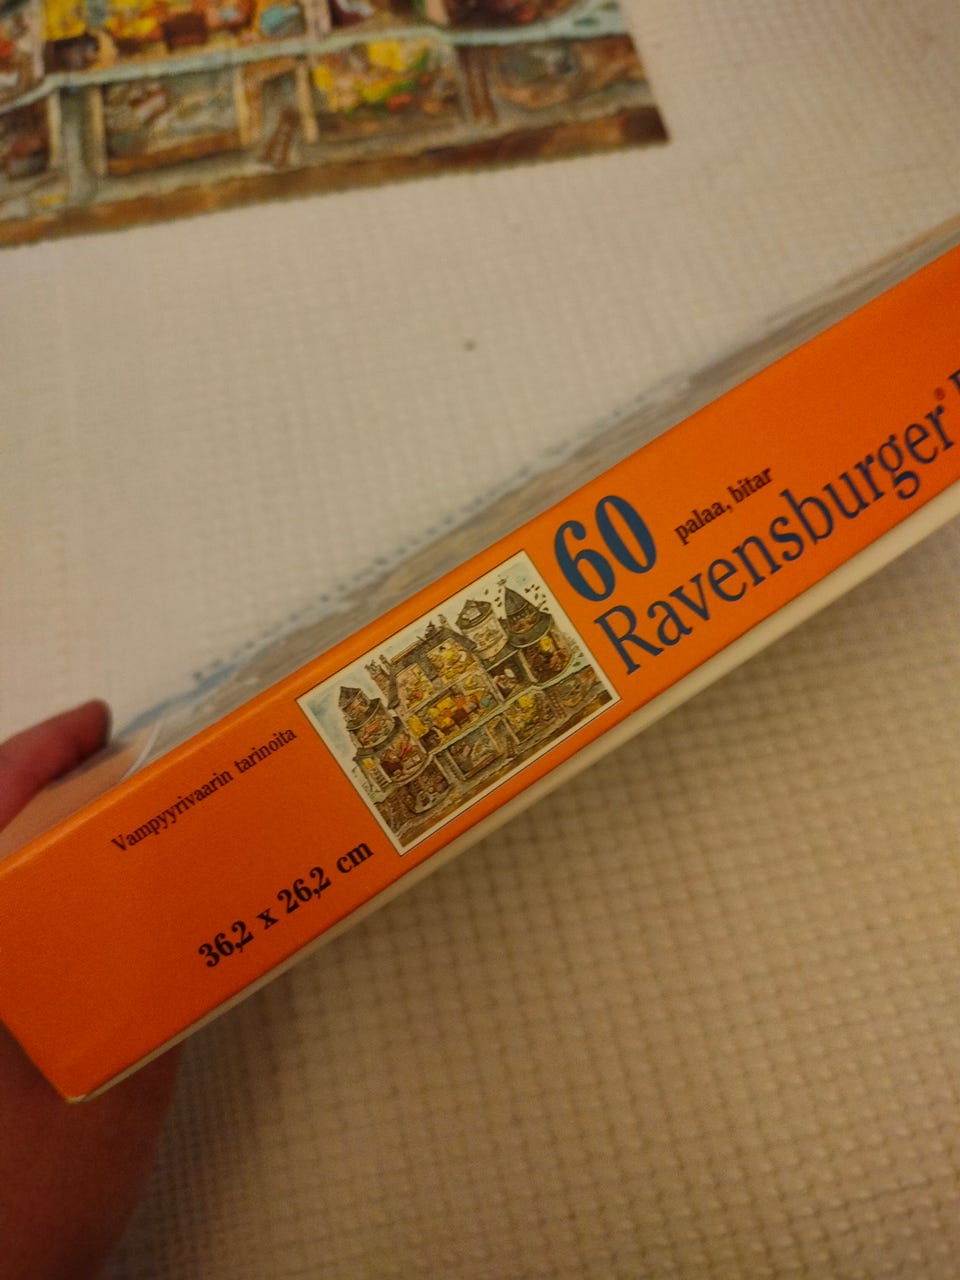 Vampyyrivaarin tarinoita
36,2 x 26,2 cm
60
palaa, bitar
Ravensburger®